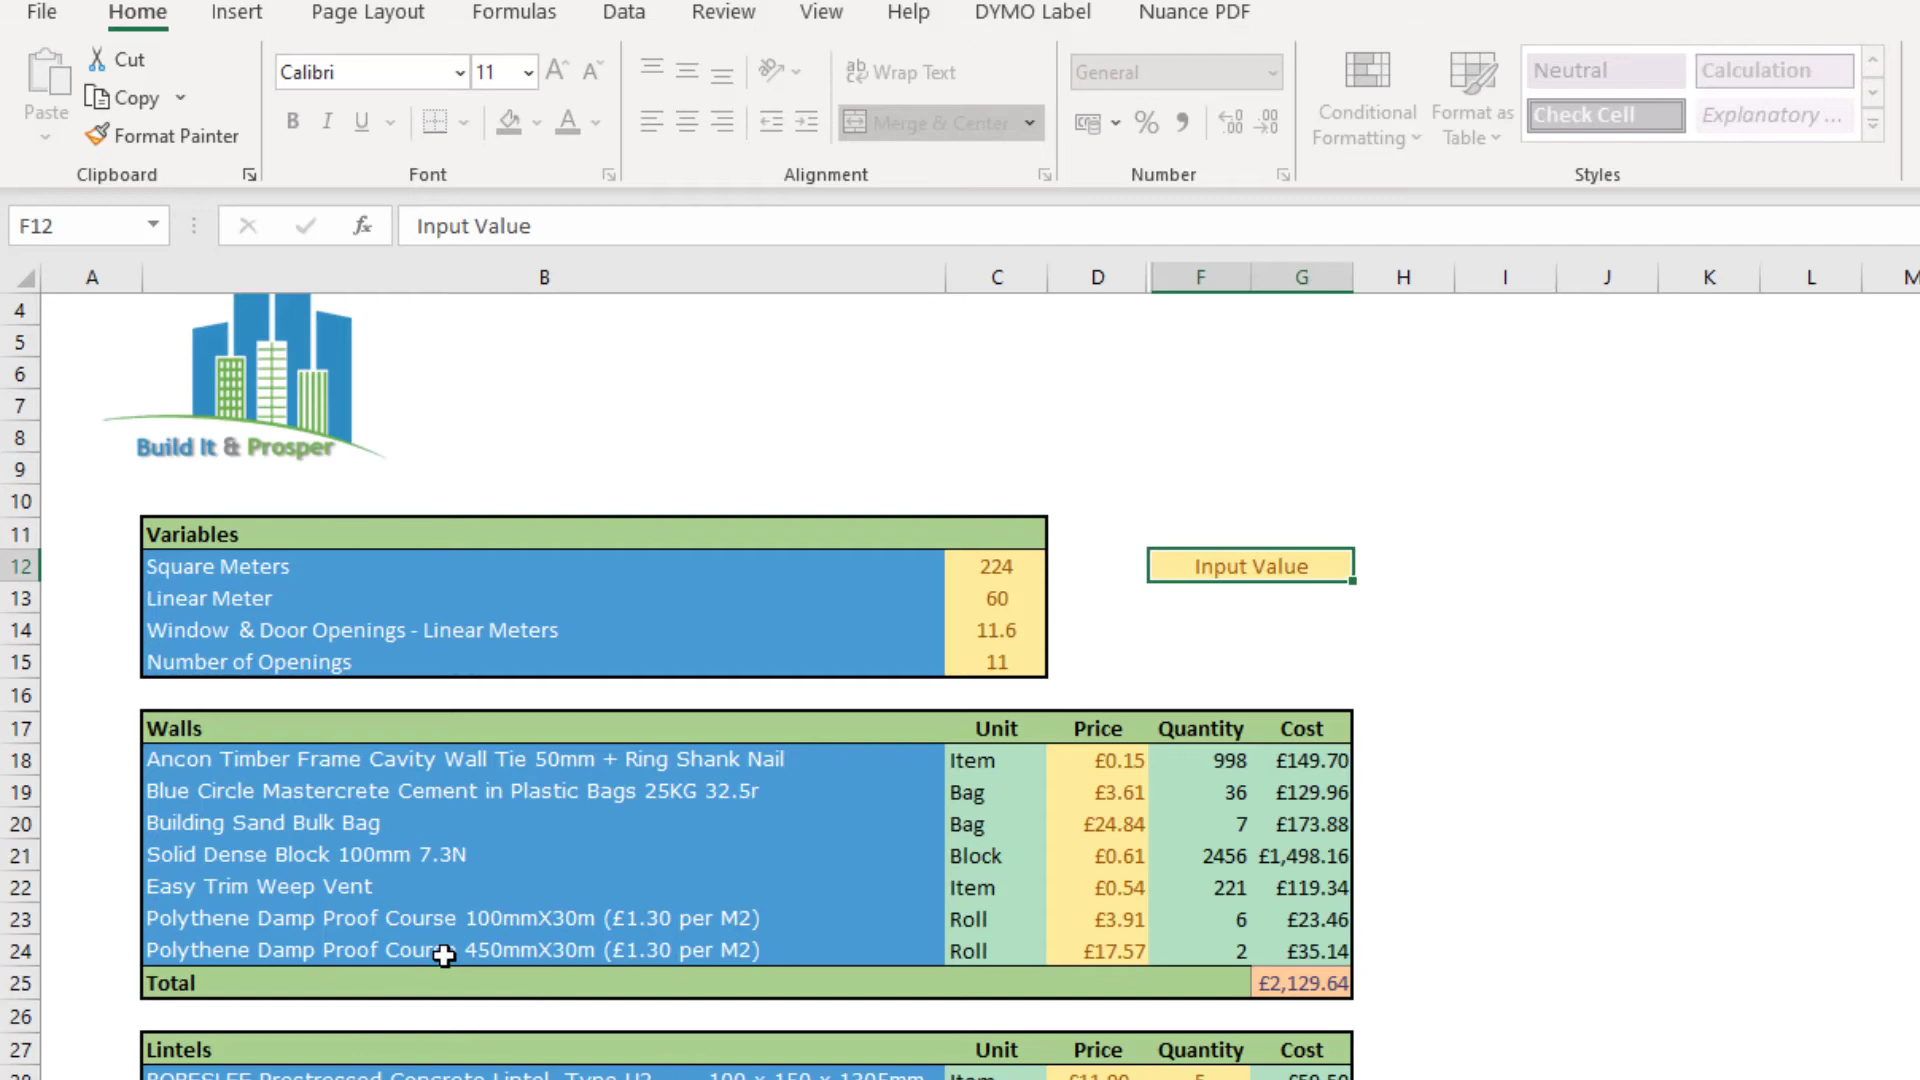 File Home Insert Page Layout Formulas Data Review View Help DYMO Label Nuance PDF
Paste
Cut
Copy
Format Painter
Clipboard
Calibri 11 A A
B I U A
Font
ab Wrap Text
Merge & Center
Alignment
General
% 9 .00 .00
Number
Conditional Formatting
Format as Table
Neutral Calculation
Check Cell Explanatory ...
Styles
F12 fx Input Value
A B C D F G H I J K L M
4
5
6
7
8 Build It & Prosper
9
10
11 Variables
12 Square Meters 224 Input Value
13 Linear Meter 60
14 Window & Door Openings - Linear Meters 11.6
15 Number of Openings 11
16
17 Walls Unit Price Quantity Cost
18 Ancon Timber Frame Cavity Wall Tie 50mm + Ring Shank Nail Item £0.15 998 £149.70
19 Blue Circle Mastercrete Cement in Plastic Bags 25KG 32.5r Bag £3.61 36 £129.96
20 Building Sand Bulk Bag Bag £24.84 7 £173.88
21 Solid Dense Block 100mm 7.3N Block £0.61 2456 £1,498.16
22 Easy Trim Weep Vent Item £0.54 221 £119.34
23 Polythene Damp Proof Course 100mmX30m (£1.30 per M2) Roll £3.91 6 £23.46
24 Polythene Damp Proof Course 450mmX30m (£1.30 per M2) Roll £17.57 2 £35.14
25 Total £2,129.64
26
27 Lintels Unit Price Quantity Cost
Prestressed Concrete Lintel Type